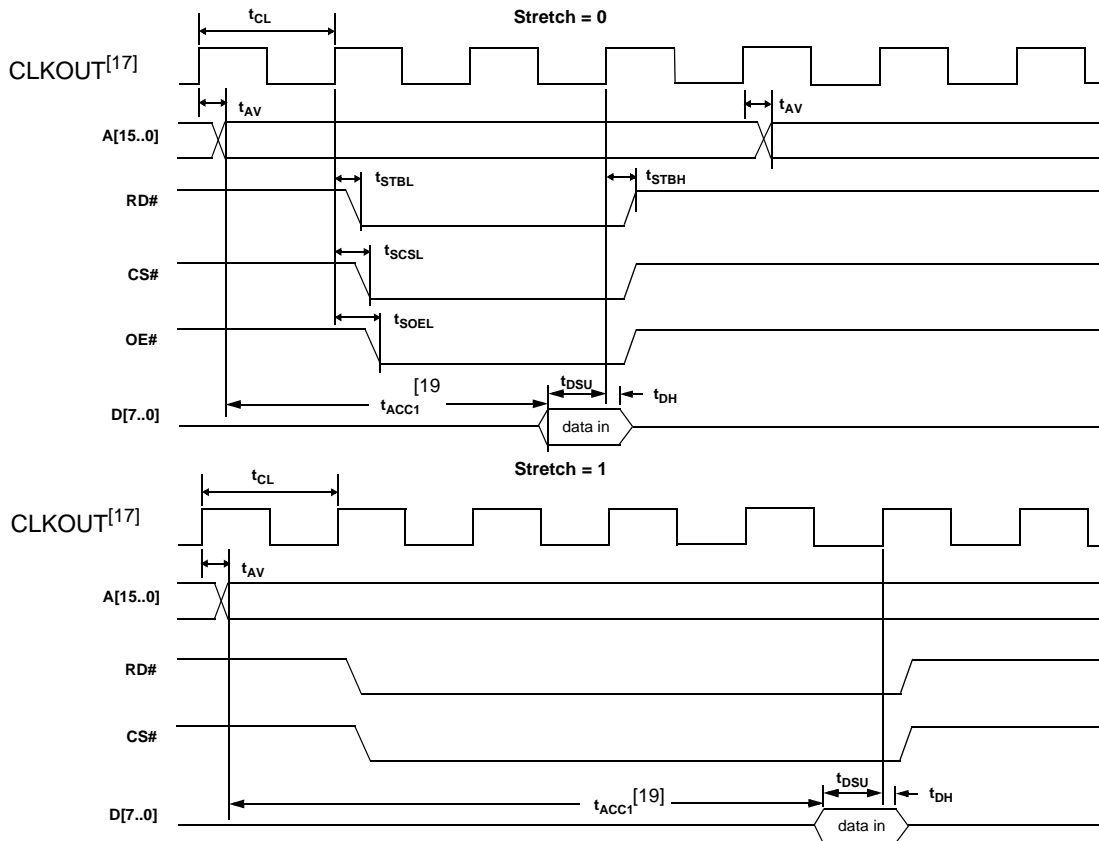 Stretch = 0
tCL
CLKOUT[17]
tAV
tAV
A[15..0]
tSTBL
tSTBH
RD#
tSCSL
CS#
tSOEL
OE#
[19
tDSU
tACC1
tDH
D[7..0]
data in
Stretch = 1
tCL
CLKOUT[17]
tAV
A[15..0]
RD#
CS#
tDSU
tACC1[19]
tDH
D[7..0]
data in